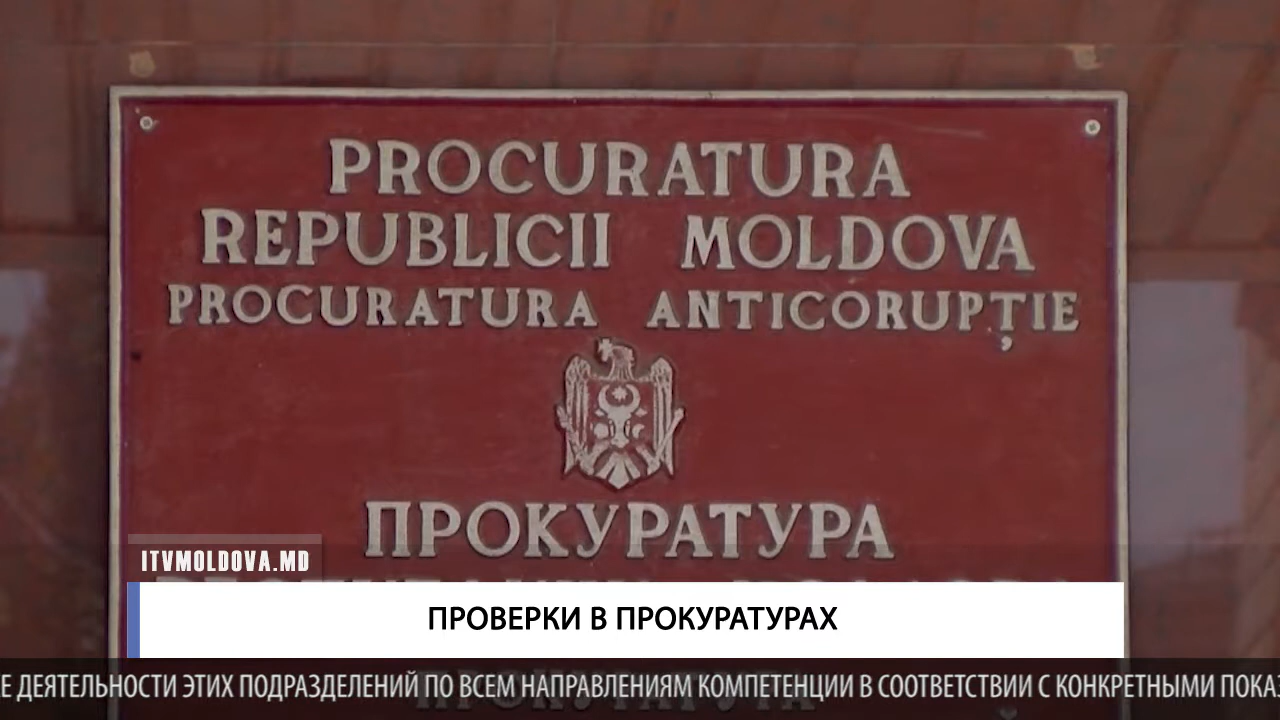 PROCURATURA
REPUBLICII MOLDOVA
PROCURATURA ANTICORUPȚIE
ПРОКУРАТУРА
ITVMOLDOVA.MD
ПРОВЕРКИ В ПРОКУРАТУРАХ
Е ДЕЯТЕЛЬНОСТИ ЭТИХ ПОДРАЗДЕЛЕНИЙ ПО ВСЕМ НАПРАВЛЕНИЯМ КОМПЕТЕНЦИИ В СООТВЕТСТВИИ С КОНКРЕТНЫМИ ПОКАЗ